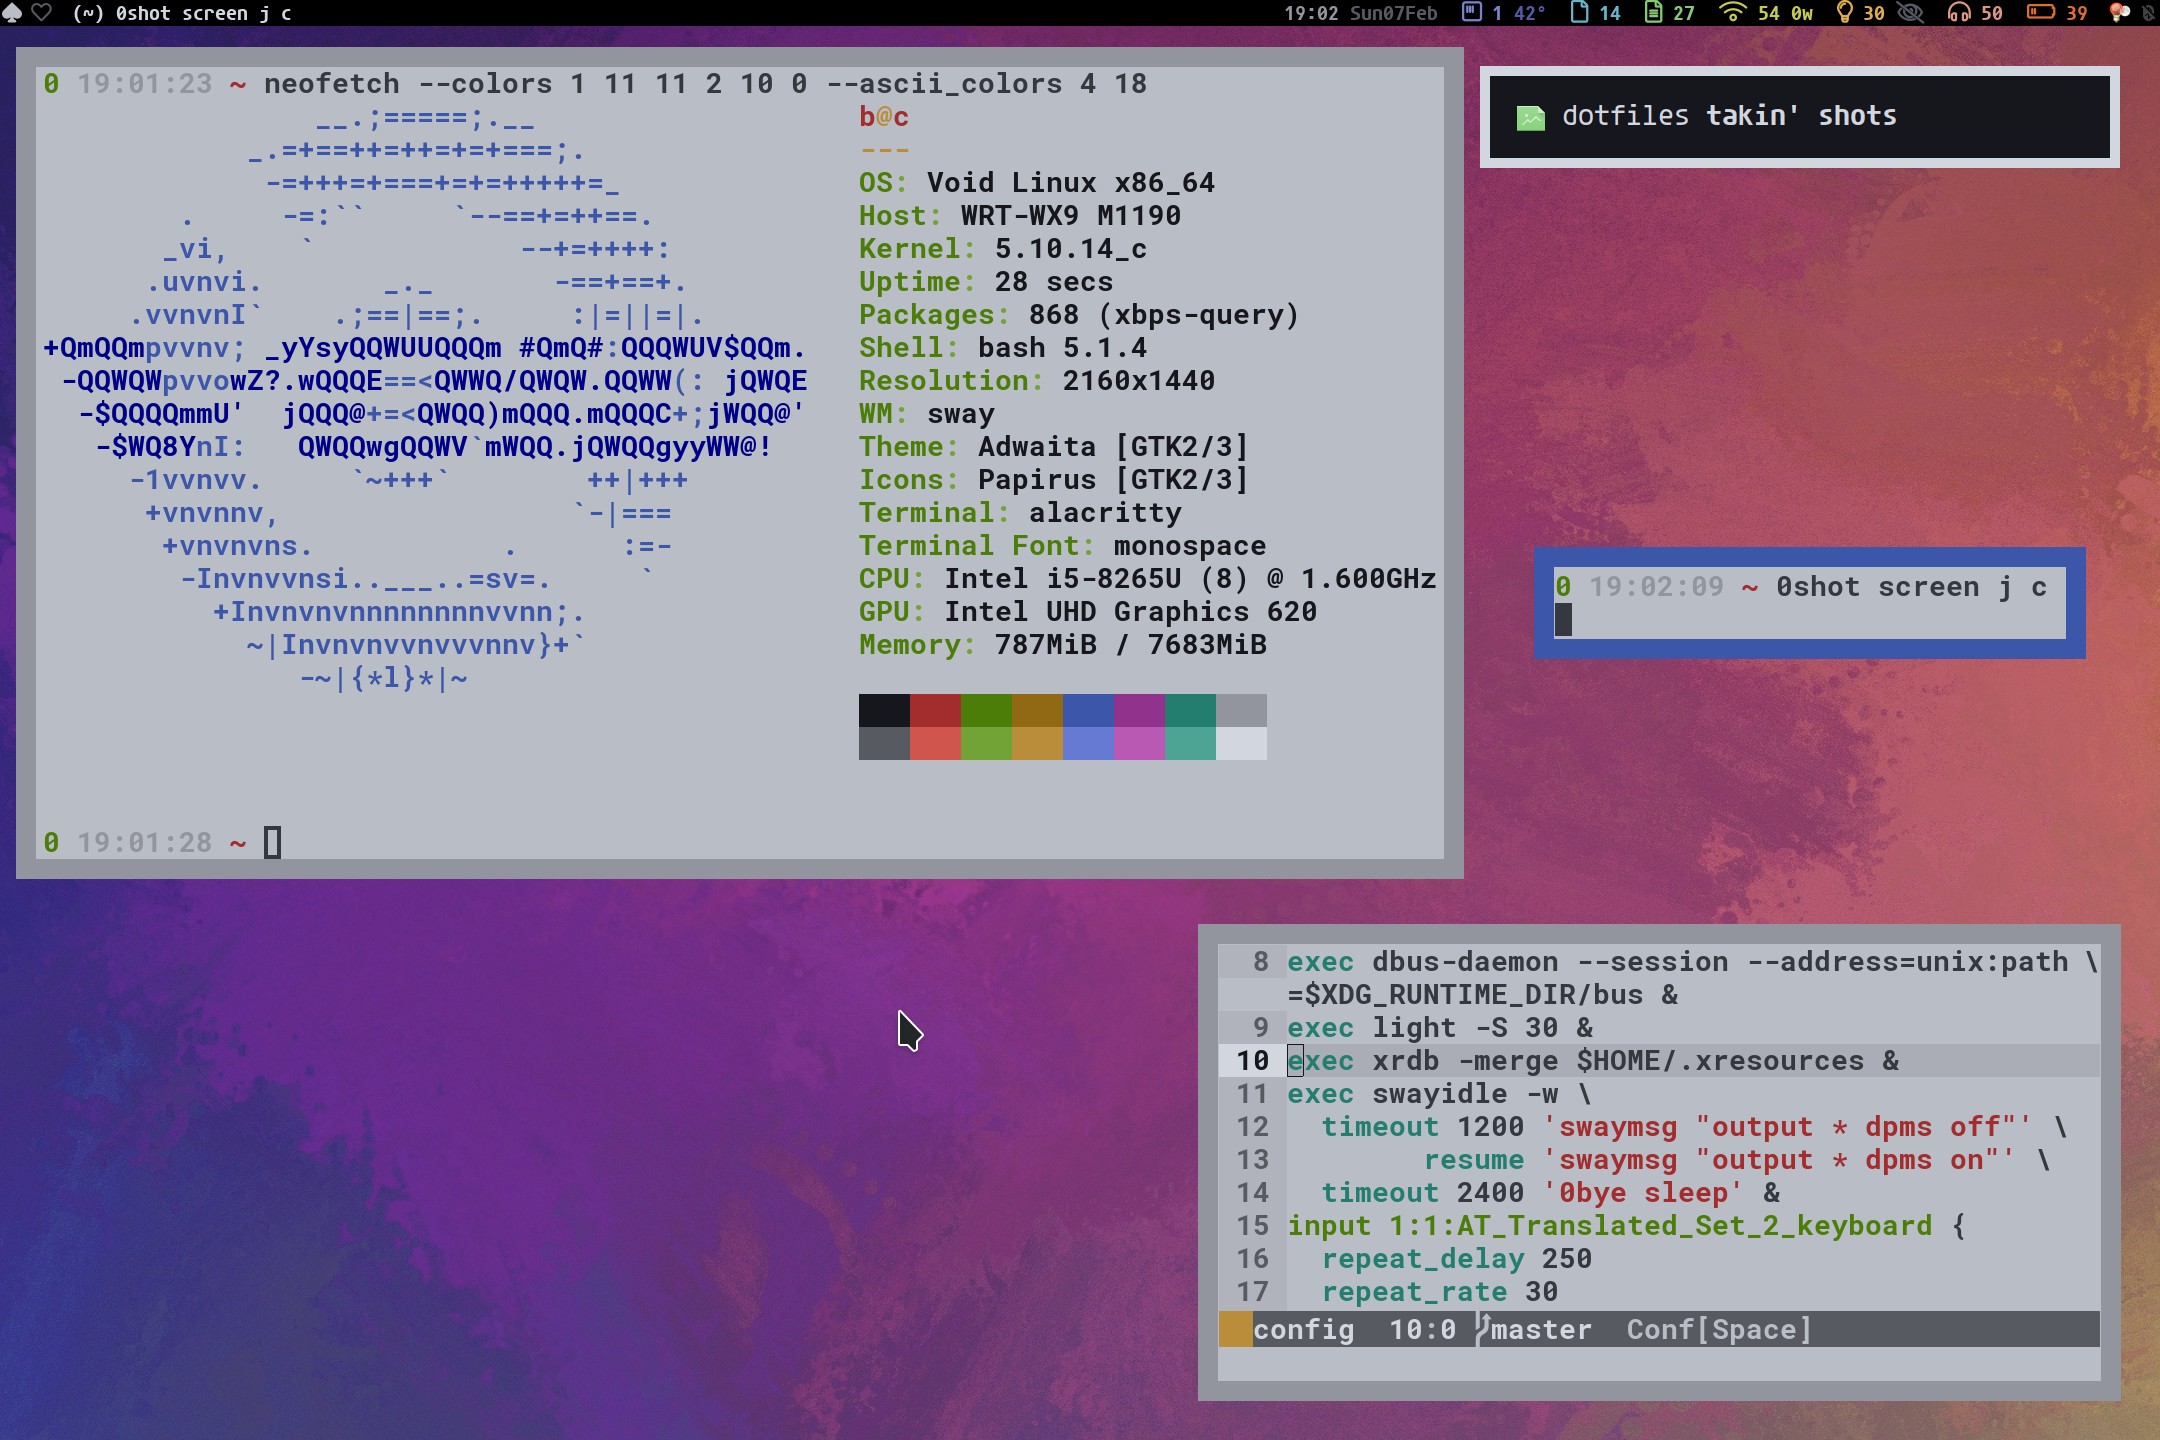 (~) 0shot screen j c
19:02 Sun07Feb 1 42° 14 27 54 0w 30 50 39
0 19:01:23 ~ neofetch --colors 1 11 11 2 10 0 --ascii_colors 4 18
__.;=====;.__
_.=+==++=++=+=+===;.
-=+++=+===+=+=+++++=_
.      -=:``     `--==+=++==.
_vi,     `             --+=++++:
.uvnvi.       _._       -==+==+.
.vvnvnI`    .;==|==;.     :|=||=|.
+QmQQmpvvnv; _yYsyQQWUUQQQm #QmQ#:QQQWUV$QQm.
-QQWQWpvvowZ?.wQQQE==<QWWQ/QWQW.QQWW(: jQWQE
-$QQQQmmU'  jQQQ@+=<QWQQ)mQQQ.mQQQC+;jWQQ@'
-$WQ8YnI:   QWQQwgQQWV`mWQQ.jQWQQgyyWW@!
-1vvnvv.     `~+++`        ++|+++
+vnvnnv,                 `-|===
+vnvnvns.           .      :=-
-Invnvvnsi..___..=sv=.     `
+Invnvnvnnnnnnnnvvnn;.
~|Invnvnvvnvvvnnv}+`
-~|{*l}*|~
b@c
---
OS: Void Linux x86_64
Host: WRT-WX9 M1190
Kernel: 5.10.14_c
Uptime: 28 secs
Packages: 868 (xbps-query)
Shell: bash 5.1.4
Resolution: 2160x1440
WM: sway
Theme: Adwaita [GTK2/3]
Icons: Papirus [GTK2/3]
Terminal: alacritty
Terminal Font: monospace
CPU: Intel i5-8265U (8) @ 1.600GHz
GPU: Intel UHD Graphics 620
Memory: 787MiB / 7683MiB
0 19:01:28 ~
dotfiles takin' shots
0 19:02:09 ~ 0shot screen j c
8 exec dbus-daemon --session --address=unix:path \
=$XDG_RUNTIME_DIR/bus &
9 exec light -S 30 &
10 exec xrdb -merge $HOME/.xresources &
11 exec swayidle -w \
12   timeout 1200 'swaymsg "output * dpms off"' \
13         resume 'swaymsg "output * dpms on"' \
14   timeout 2400 '0bye sleep' &
15 input 1:1:AT_Translated_Set_2_keyboard {
16   repeat_delay 250
17   repeat_rate 30
config  10:0 master  Conf[Space]